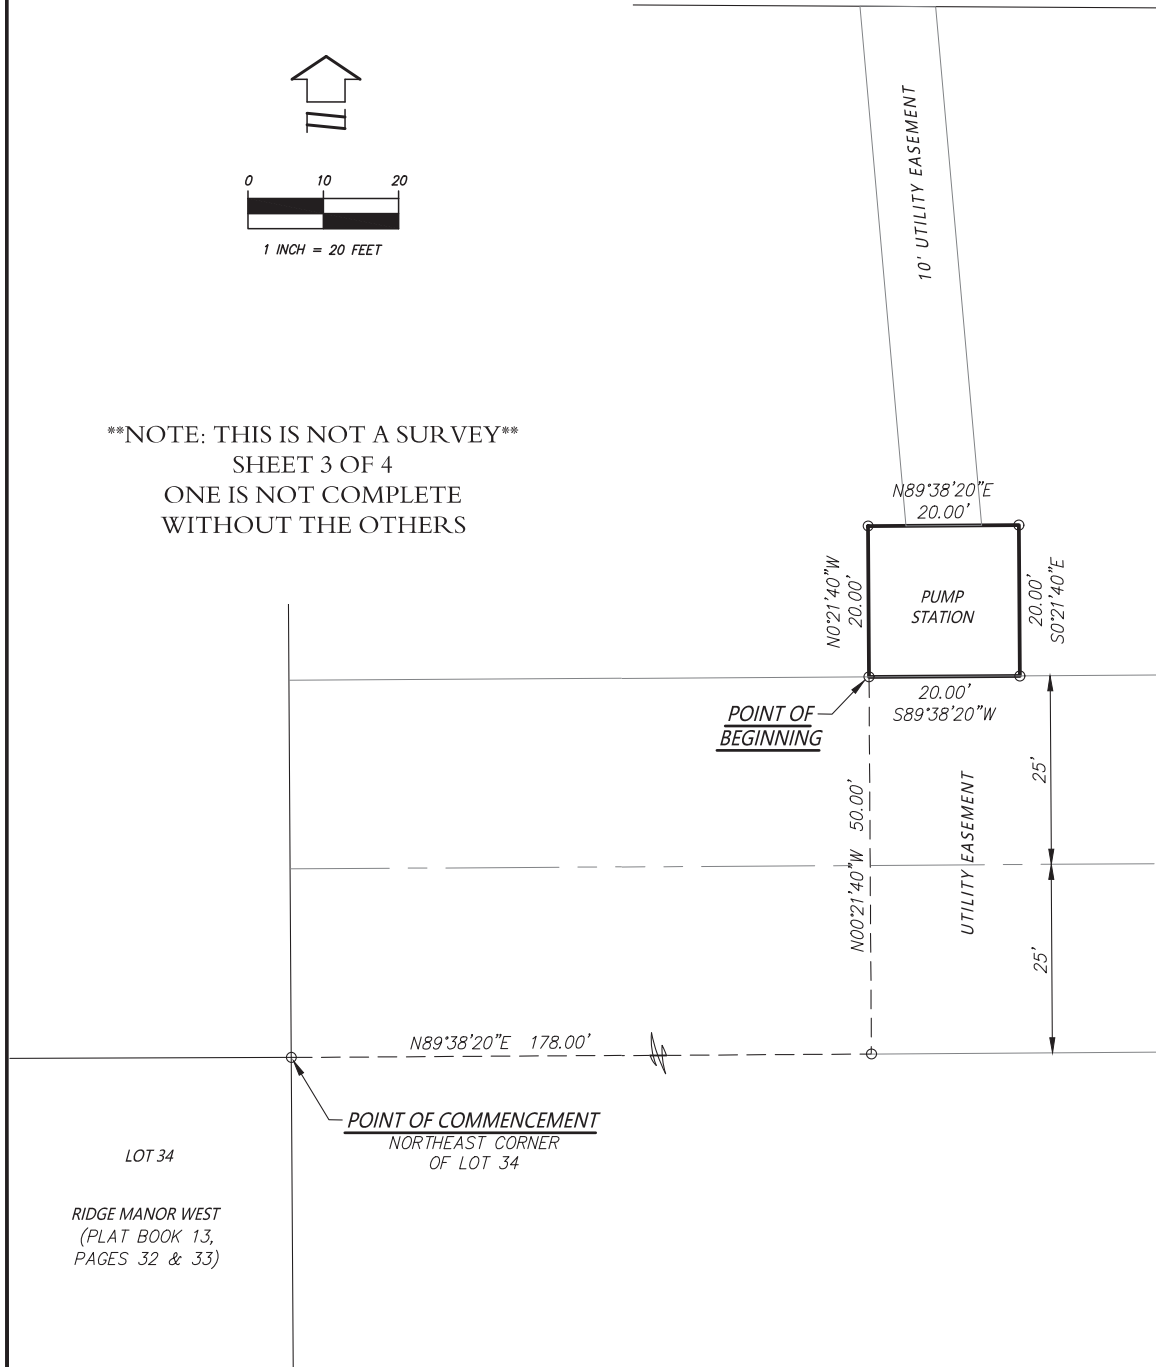 10' UTILITY EASEMENT
0 10 20
1 INCH = 20 FEET
**NOTE: THIS IS NOT A SURVEY**
SHEET 3 OF 4
ONE IS NOT COMPLETE
WITHOUT THE OTHERS
N89°38'20"E
20.00'
N0°21'40"W
20.00'
PUMP
STATION
20.00'
S0°21'40"E
20.00'
S89°38'20"W
POINT OF
BEGINNING
N00°21'40"W 50.00'
UTILITY EASEMENT
25'
25'
N89°38'20"E 178.00'
POINT OF COMMENCEMENT
NORTHEAST CORNER
OF LOT 34
LOT 34
RIDGE MANOR WEST
(PLAT BOOK 13,
PAGES 32 & 33)